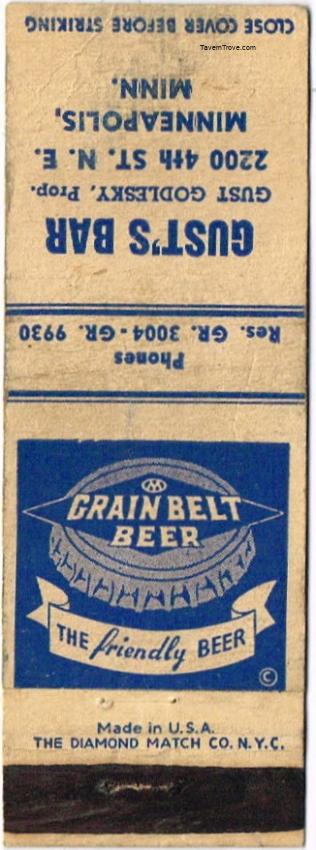 TavernTrove.com
CLOSE COVER BEFORE STRIKING
GUST'S BAR
GUST GODLESKY, Prop.
2200 4th ST. N. E.
MINNEAPOLIS,
MINN.
Phones
Res. GR. 3004 - GR. 9930
GRAIN BELT
BEER
THE friendly BEER
©
Made in U.S.A.
THE DIAMOND MATCH CO. N.Y.C.